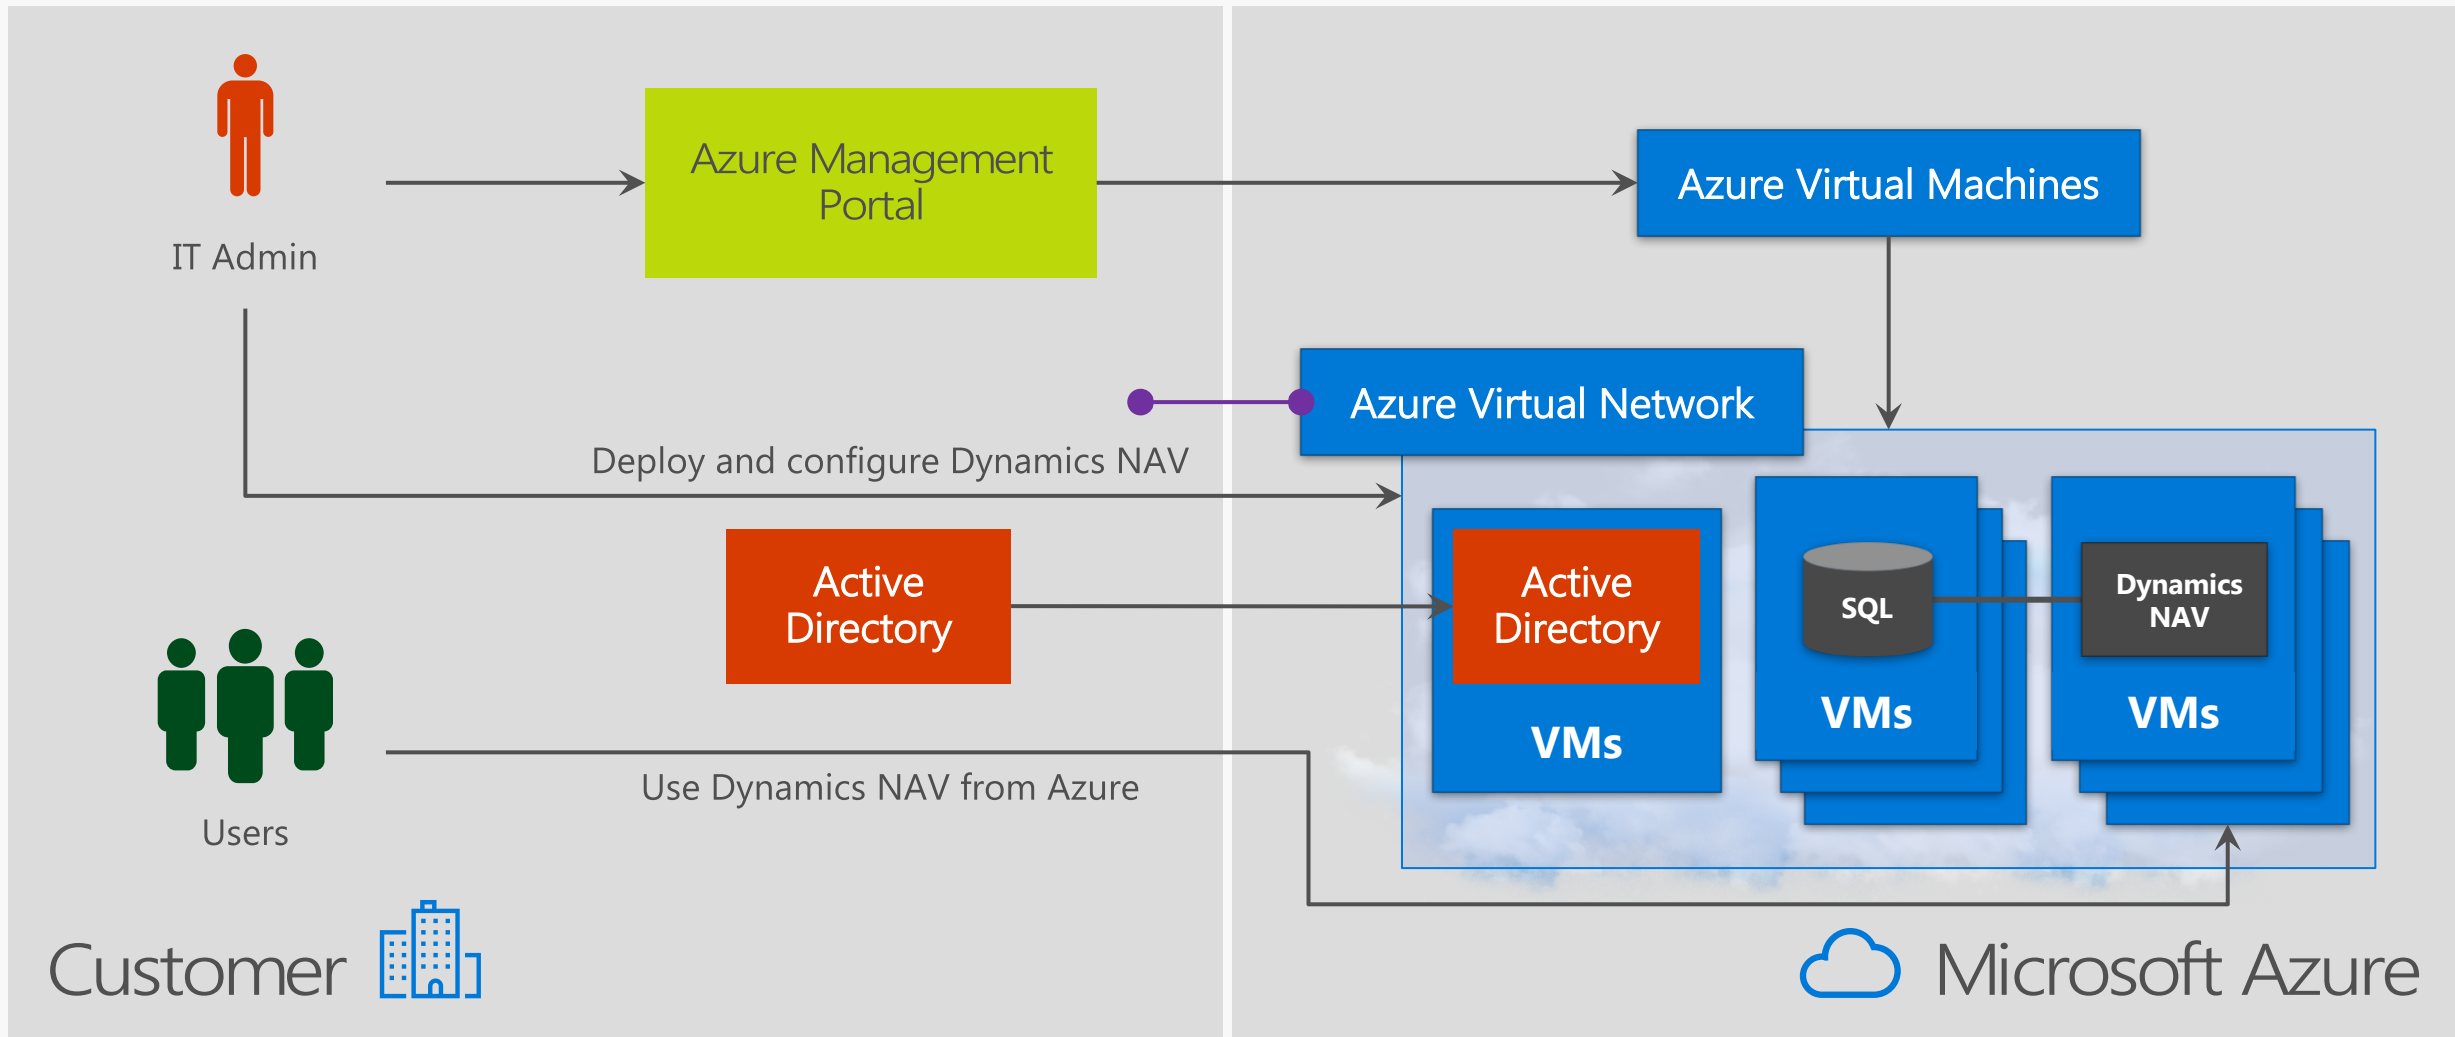 IT Admin
Azure Management
Portal
Azure Virtual Machines
Azure Virtual Network
Deploy and configure Dynamics NAV
Active
Directory
Active
Directory
VMs
SQL
VMs
Dynamics
NAV
VMs
Use Dynamics NAV from Azure
Users
Customer
Microsoft Azure